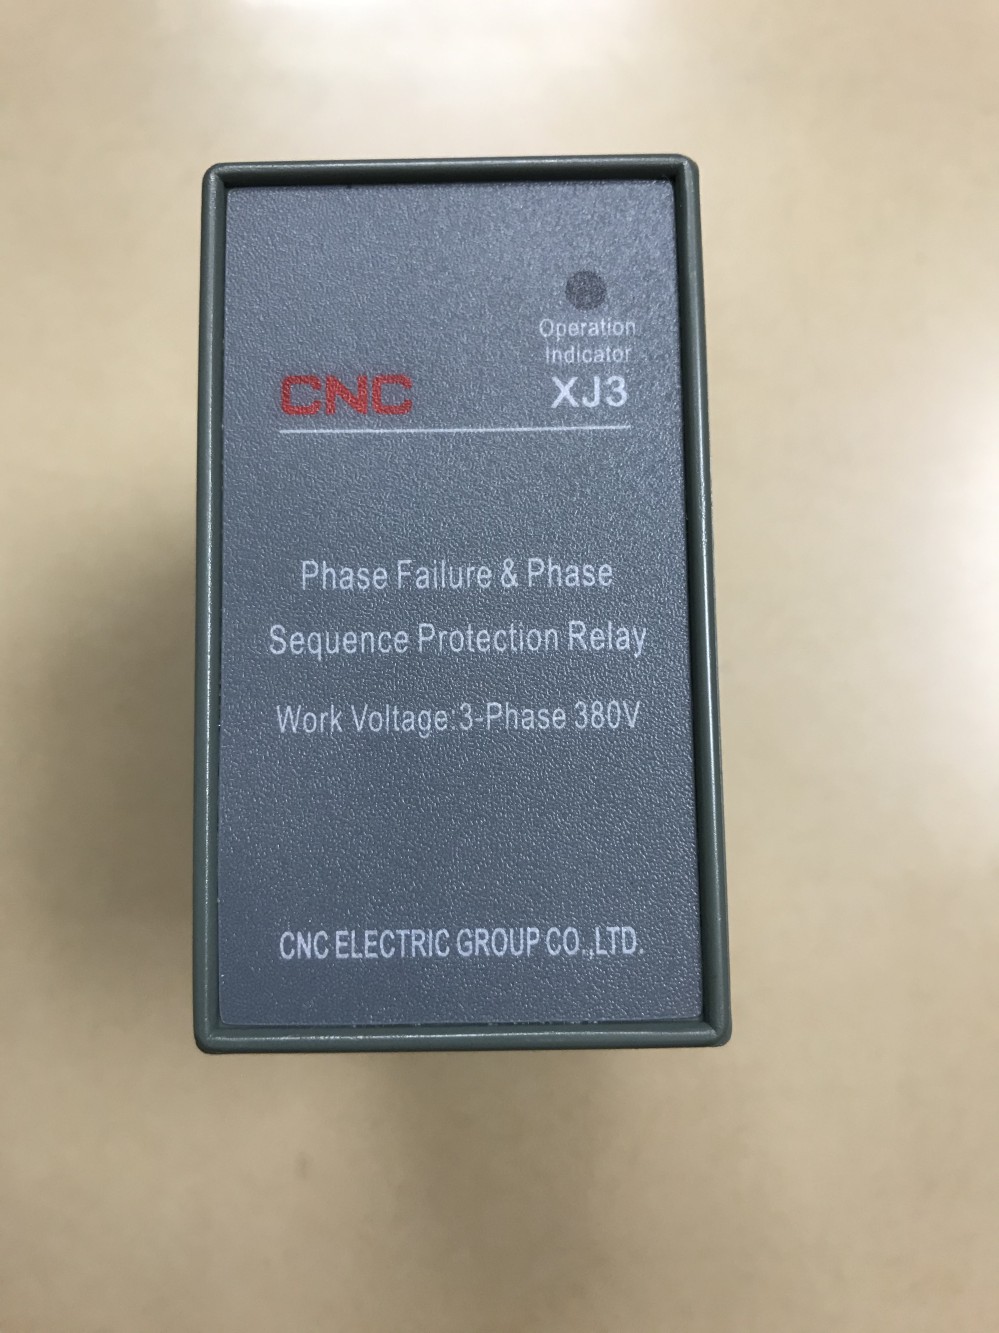 Operation
Indicator
CNC XJ3
Phase Failure & Phase
Sequence Protection Relay
Work Voltage:3-Phase 380V
CNC ELECTRIC GROUP CO.,LTD.